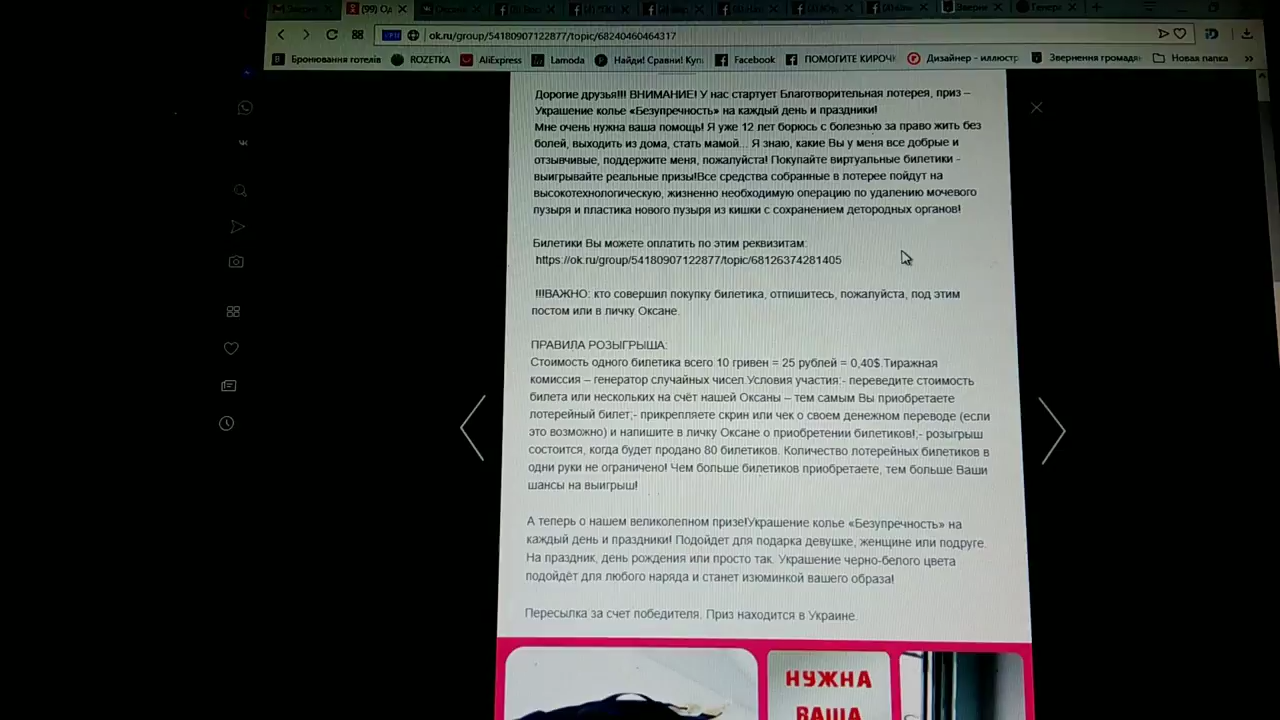 (99) Од
ok.ru/group/54180907122877/topic/68240460464317
Бронювання готелів
ROZETKA
AliExpress
Lamoda
Найди! Сравни! Купи
Facebook
ПОМОГИТЕ КИРОЧК
Дизайнер - иллюстр
Звернення громадян
Новая папка
Дорогие друзья!!! ВНИМАНИЕ! У нас стартует Благотворительная лотерея, приз –
Украшение колье «Безупречность» на каждый день и праздники!
Мне очень нужна ваша помощь! Я уже 12 лет борюсь с болезнью за право жить без
болей, выходить из дома, стать мамой... Я знаю, какие Вы у меня все добрые и
отзывчивые, поддержите меня, пожалуйста! Покупайте виртуальные билетики -
выигрывайте реальные призы!Все средства собранные в лотерее пойдут на
высокотехнологическую, жизненно необходимую операцию по удалению мочевого
пузыря и пластика нового пузыря из кишки с сохранением детородных органов!
Билетики Вы можете оплатить по этим реквизитам:
https://ok.ru/group/54180907122877/topic/68126374281405
!!!ВАЖНО: кто совершил покупку билетика, отпишитесь, пожалуйста, под этим
постом или в личку Оксане.
ПРАВИЛА РОЗЫГРЫША:
Стоимость одного билетика всего 10 гривен = 25 рублей = 0,40$.Тиражная
комиссия – генератор случайных чисел.Условия участия:- переведите стоимость
билета или нескольких на счёт нашей Оксаны – тем самым Вы приобретаете
лотерейный билет;- прикрепляете скрин или чек о своем денежном переводе (если
это возможно) и напишите в личку Оксане о приобретении билетиков!;- розыгрыш
состоится, когда будет продано 80 билетиков. Количество лотерейных билетиков в
одни руки не ограничено! Чем больше билетиков приобретаете, тем больше Ваши
шансы на выигрыш!
А теперь о нашем великолепном призе!Украшение колье «Безупречность» на
каждый день и праздники! Подойдет для подарка девушке, женщине или подруге.
На праздник, день рождения или просто так. Украшение черно-белого цвета
подойдёт для любого наряда и станет изюминкой вашего образа!
Пересылка за счет победителя. Приз находится в Украине.
НУЖНА
ВАША